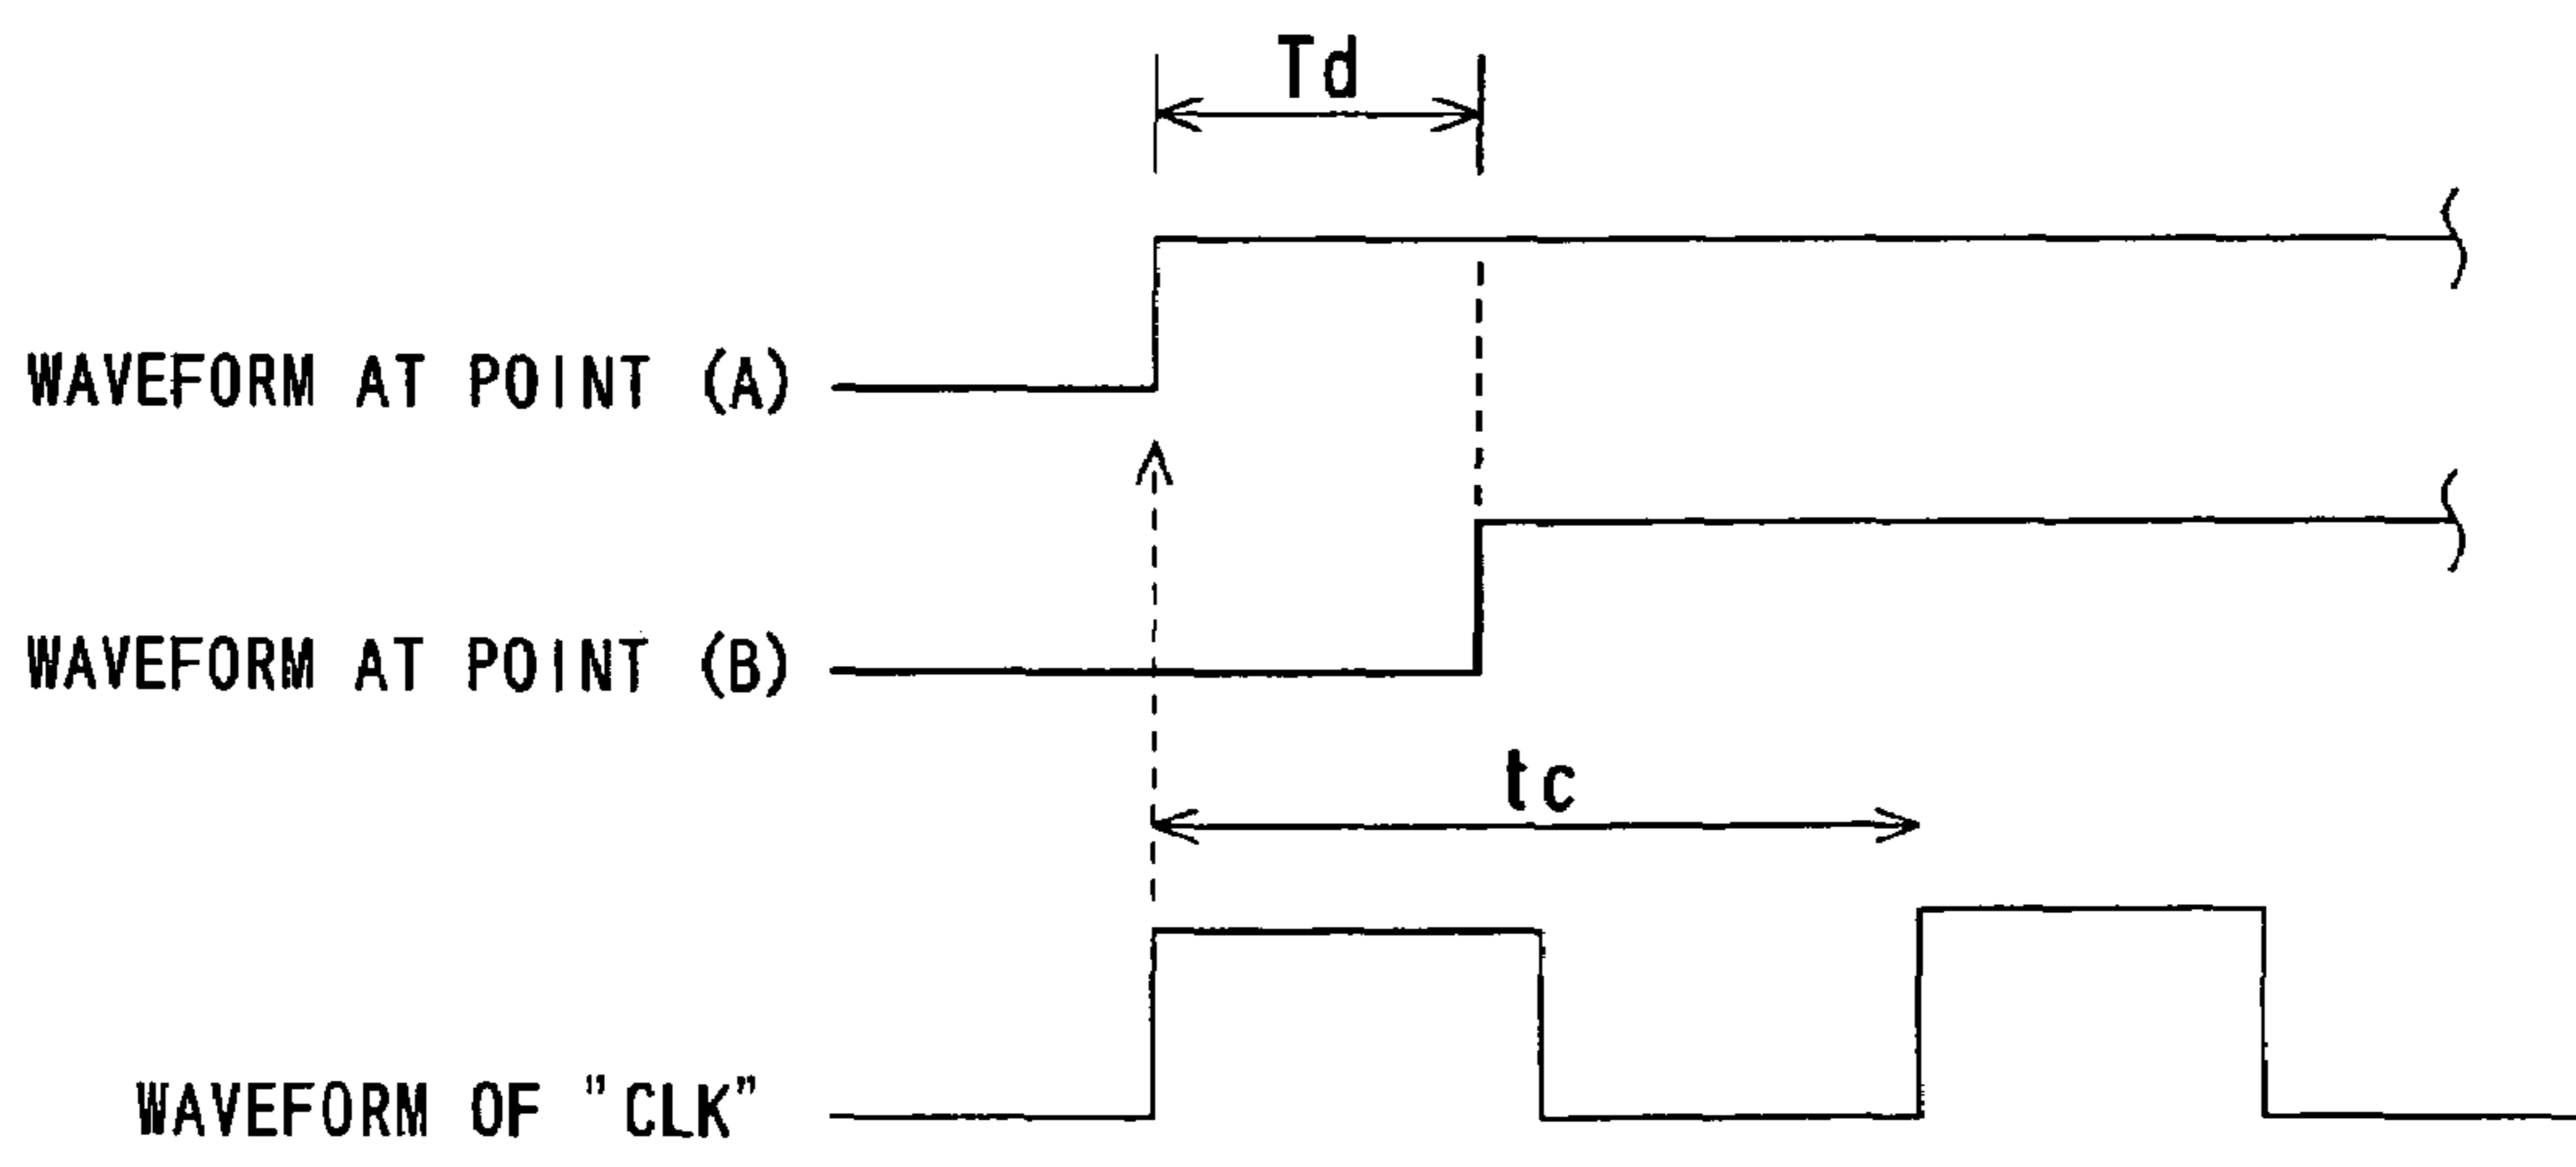 Td
WAVEFORM AT POINT (A)
WAVEFORM AT POINT (B)
tc
WAVEFORM OF "CLK"